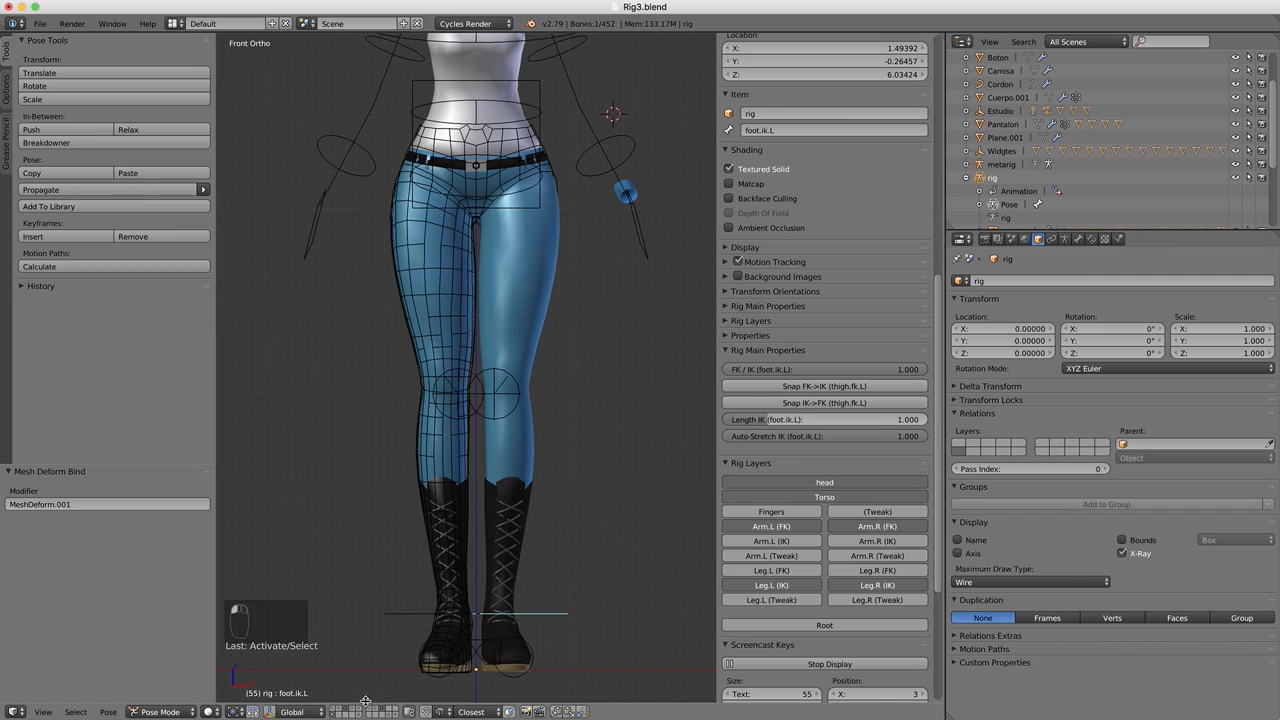 Rig3.blend
File Render Window Help Default Scene Cycles Render v2.79 | Bones:1/452 | Mem:133.17M | rig
Tools
Options
Grease Pencil
Pose Tools
Transform:
Translate
Rotate
Scale
In-Between:
Push Relax
Breakdowner
Pose:
Copy Paste
Propagate
Add To Library
Keyframes:
Insert Remove
Motion Paths:
Calculate
History
Mesh Deform Bind
Modifier
MeshDeform.001
Front Ortho
Last: Activate/Select
(55) rig : foot.ik.L
View Select Pose Pose Mode Global Closest
Location:
X: 1.49392
Y: -0.26457
Z: 6.03424
Item
rig
foot.ik.L
Shading
Textured Solid
Matcap
Backface Culling
Depth Of Field
Ambient Occlusion
Display
Motion Tracking
Background Images
Transform Orientations
Rig Main Properties
Rig Layers
Properties
Rig Main Properties
FK / IK (foot.ik.L): 1.000
Snap FK->IK (thigh.fk.L)
Snap IK->FK (thigh.fk.L)
Length IK (foot.ik.L) 1.000
Auto-Stretch IK (foot.ik.L): 1.000
Rig Layers
head
Torso
Fingers (Tweak)
Arm.L (FK) Arm.R (FK)
Arm.L (IK) Arm.R (IK)
Arm.L (Tweak) Arm.R (Tweak)
Leg.L (FK) Leg.R (FK)
Leg.L (IK) Leg.R (IK)
Leg.L (Tweak) Leg.R (Tweak)
Root
Screencast Keys
Stop Display
Size: Position:
Text: 55 X: 3
View Search All Scenes
Boton
Camisa
Cordon
Cuerpo.001
Estudio
Pantalon
Plane.001
Widgtes
metarig
rig
Animation
Pose
rig
rig
rig
Transform
Location: Rotation: Scale:
X: 0.00000 X: 0° X: 1.000
Y: 0.00000 Y: 0° Y: 1.000
Z: 0.00000 Z: 0° Z: 1.000
Rotation Mode: XYZ Euler
Delta Transform
Transform Locks
Relations
Layers: Parent:
Object
Pass Index: 0
Groups
Add to Group
Display
Name Bounds Box
Axis X-Ray
Maximum Draw Type:
Wire
Duplication
None Frames Verts Faces Group
Relations Extras
Motion Paths
Custom Properties